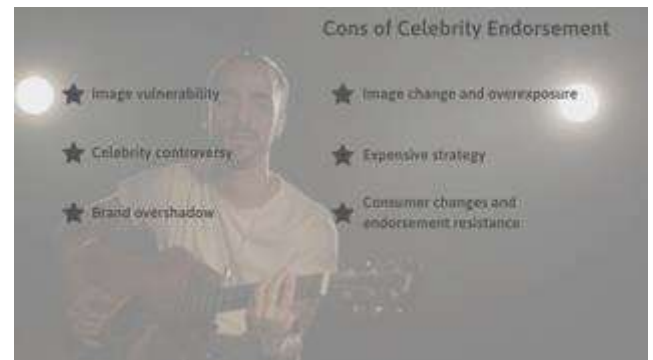 Cons of Celebrity Endorsement
Image vulnerability
Celebrity controversy
Brand overshadow
Image change and overexposure
Expensive strategy
Consumer changes and
endorsement resistance